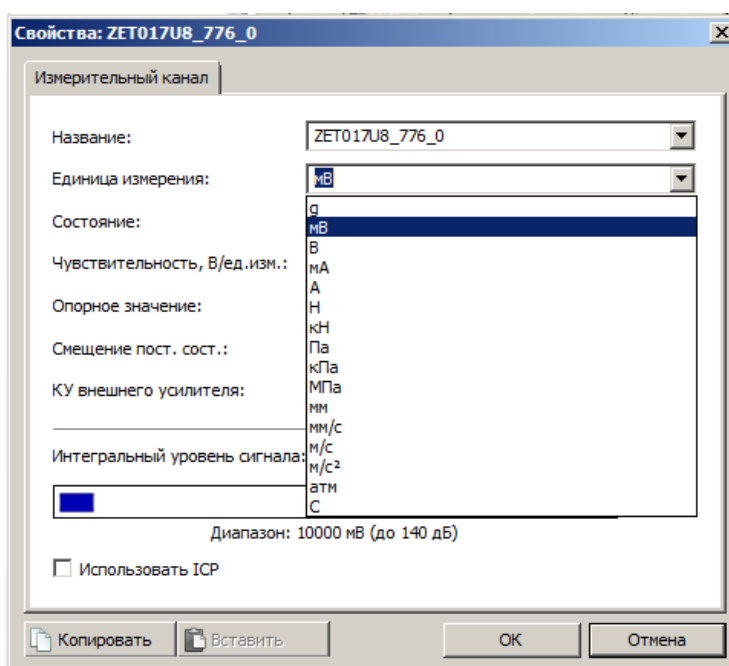 Свойства: ZET017U8_776_0
Измерительный канал
Название: ZET017U8_776_0
Единица измерения: мВ
Состояние:
Чувствительность, В/ед.изм.:
Опорное значение:
Смещение пост. сост.:
КУ внешнего усилителя:
g
мВ
В
мА
А
Н
кН
Па
кПа
МПа
мм
мм/с
м/с
м/с²
атм
С
Интегральный уровень сигнала:
Диапазон: 10000 мВ (до 140 дБ)
Использовать ICP
Копировать Вставить ОК Отмена